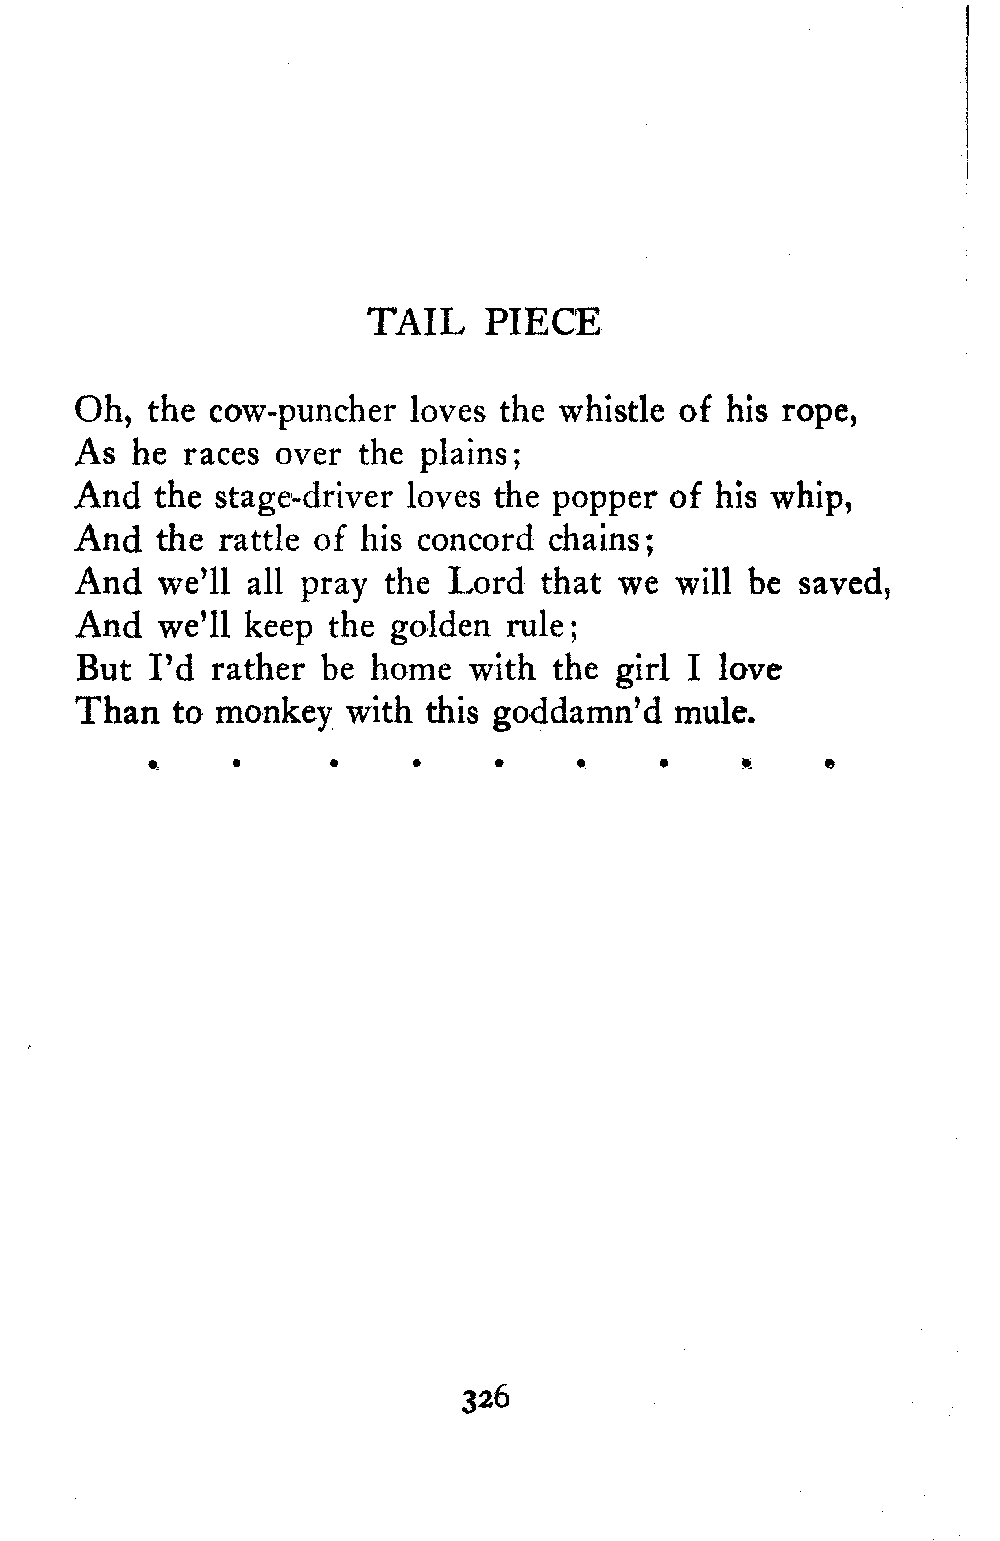 TAIL PIECE
Oh, the cow-puncher loves the whistle of his rope,
As he races over the plains;
And the stage-driver loves the popper of his whip,
And the rattle of his concord chains;
And we'll all pray the Lord that we will be saved,
And we'll keep the golden rule;
But I'd rather be home with the girl I love
Than to monkey with this goddamn'd mule.
. . . . . . . . .
326